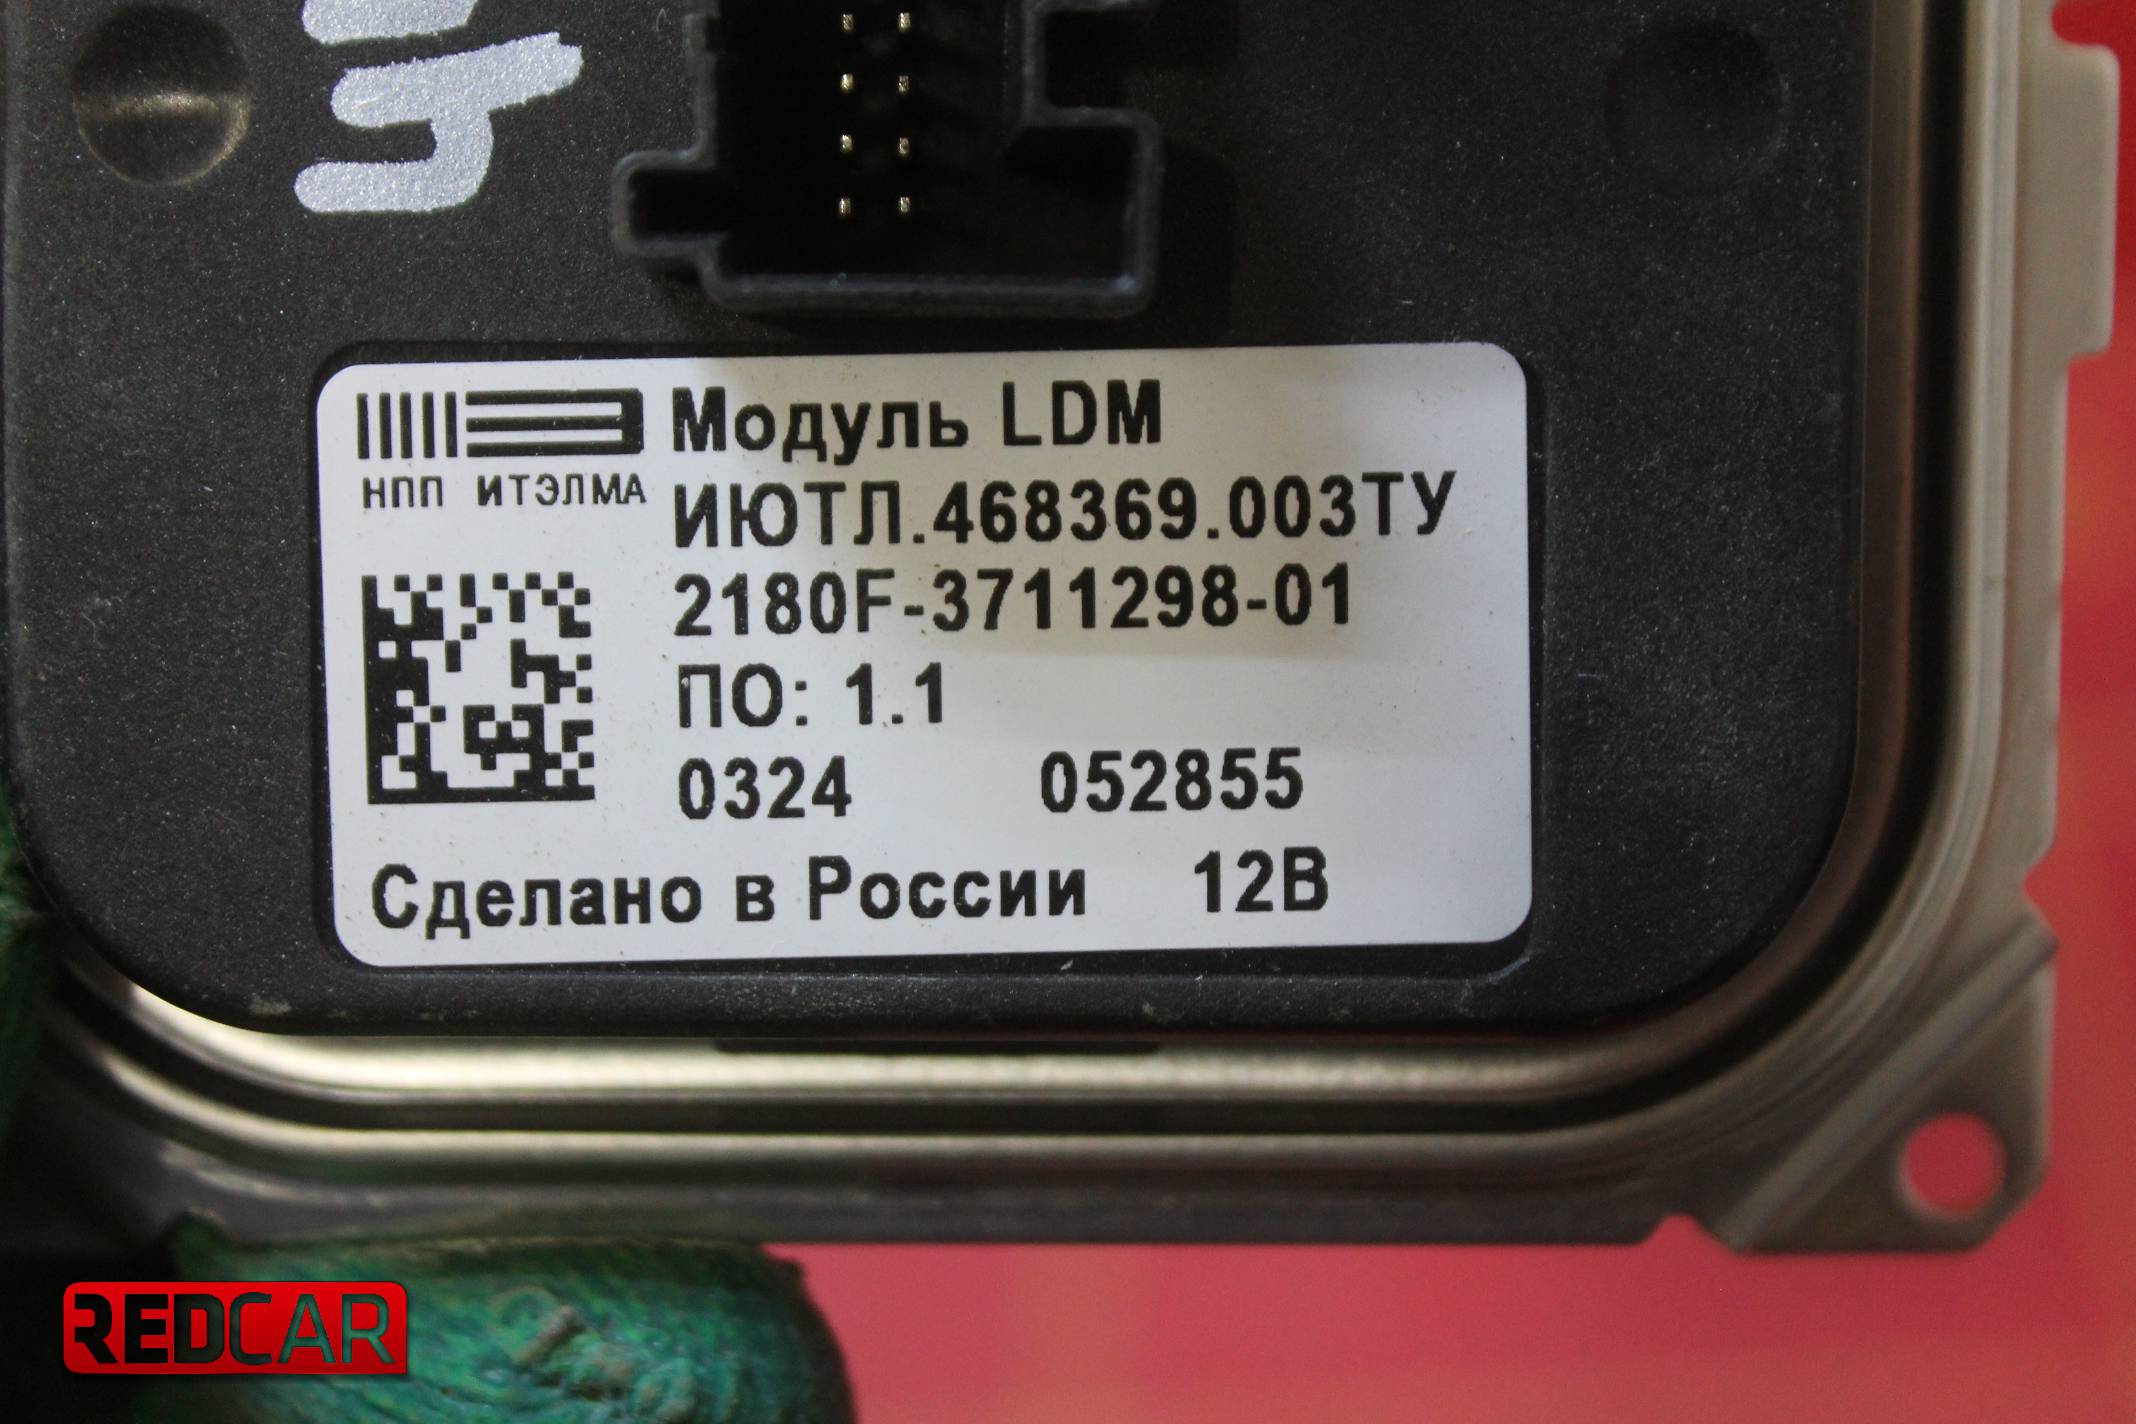 Модуль LDM
НПП ИТЭЛМА
ИЮТЛ.468369.003ТУ
2180F-3711298-01
ПО: 1.1
0324 052855
Сделано в России 12В
REDCAR